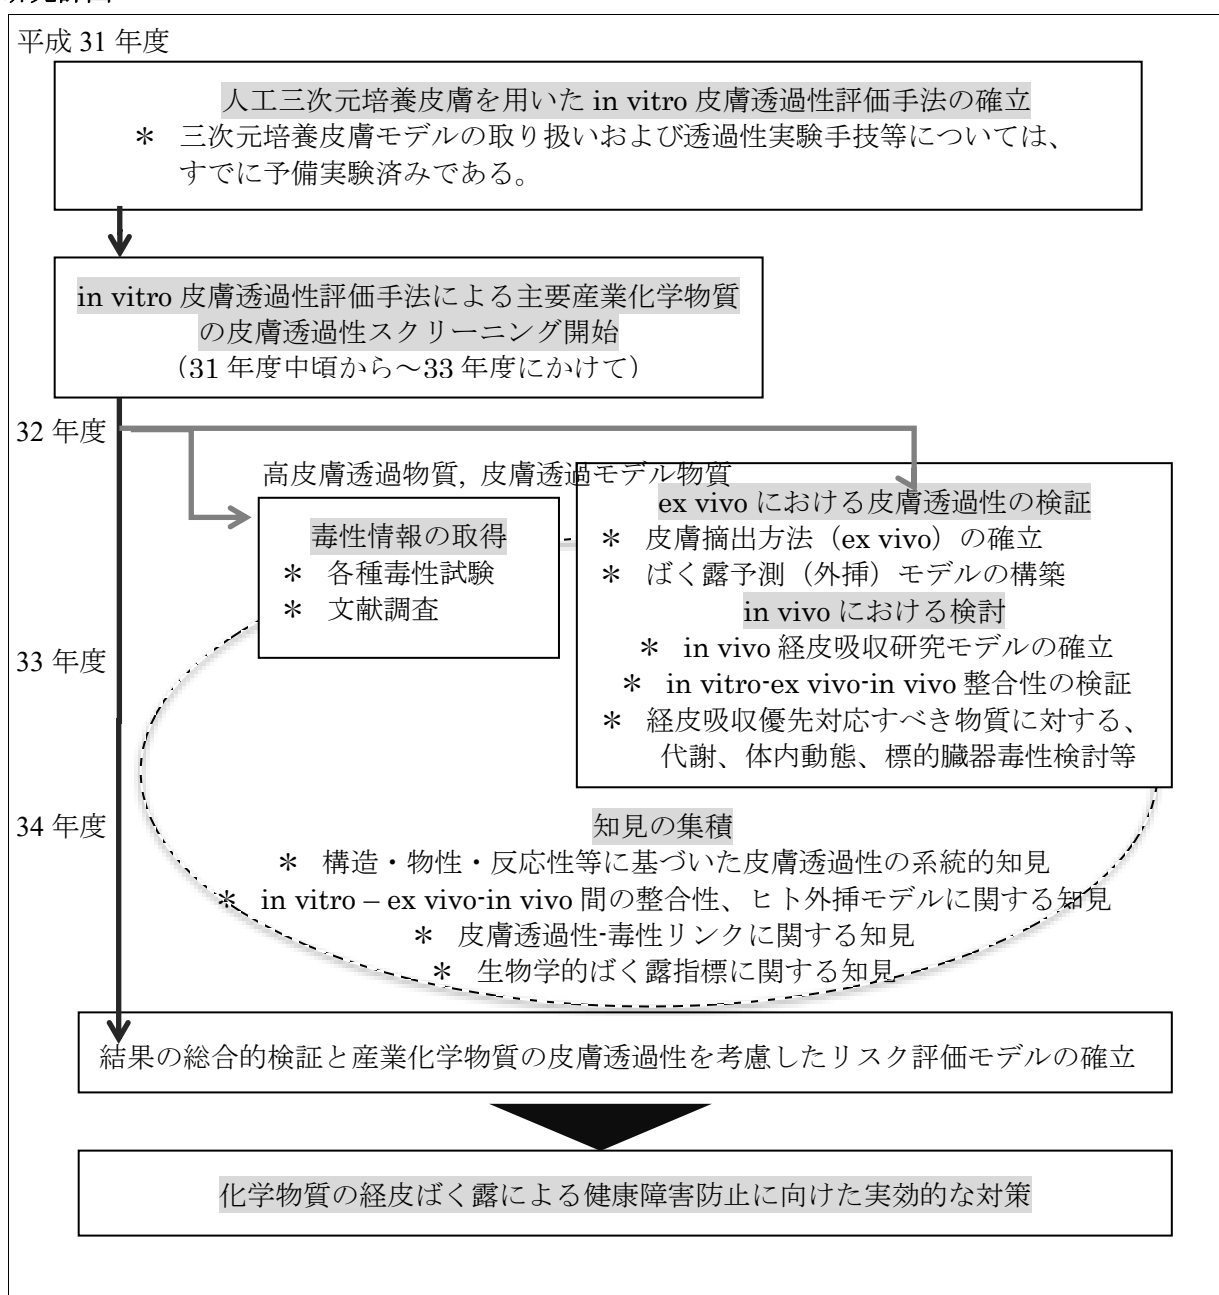 平成 31 年度
人工三次元培養皮膚を用いた in vitro 皮膚透過性評価手法の確立
＊ 三次元培養皮膚モデルの取り扱いおよび透過性実験手技等については、
すでに予備実験済みである。
in vitro 皮膚透過性評価手法による主要産業化学物質
の皮膚透過性スクリーニング開始
（31 年度中頃から～33 年度にかけて）
32 年度
高皮膚透過物質, 皮膚透過モデル物質
毒性情報の取得
＊ 各種毒性試験
＊ 文献調査
ex vivo における皮膚透過性の検証
＊ 皮膚摘出方法（ex vivo）の確立
＊ ばく露予測（外挿）モデルの構築
in vivo における検討
＊ in vivo 経皮吸収研究モデルの確立
＊ in vitro-ex vivo-in vivo 整合性の検証
＊ 経皮吸収優先対応すべき物質に対する、
代謝、体内動態、標的臓器毒性検討等
33 年度
34 年度
知見の集積
＊ 構造・物性・反応性等に基づいた皮膚透過性の系統的知見
＊ in vitro – ex vivo-in vivo 間の整合性、ヒト外挿モデルに関する知見
＊ 皮膚透過性-毒性リンクに関する知見
＊ 生物学的ばく露指標に関する知見
結果の総合的検証と産業化学物質の皮膚透過性を考慮したリスク評価モデルの確立
化学物質の経皮ばく露による健康障害防止に向けた実効的な対策